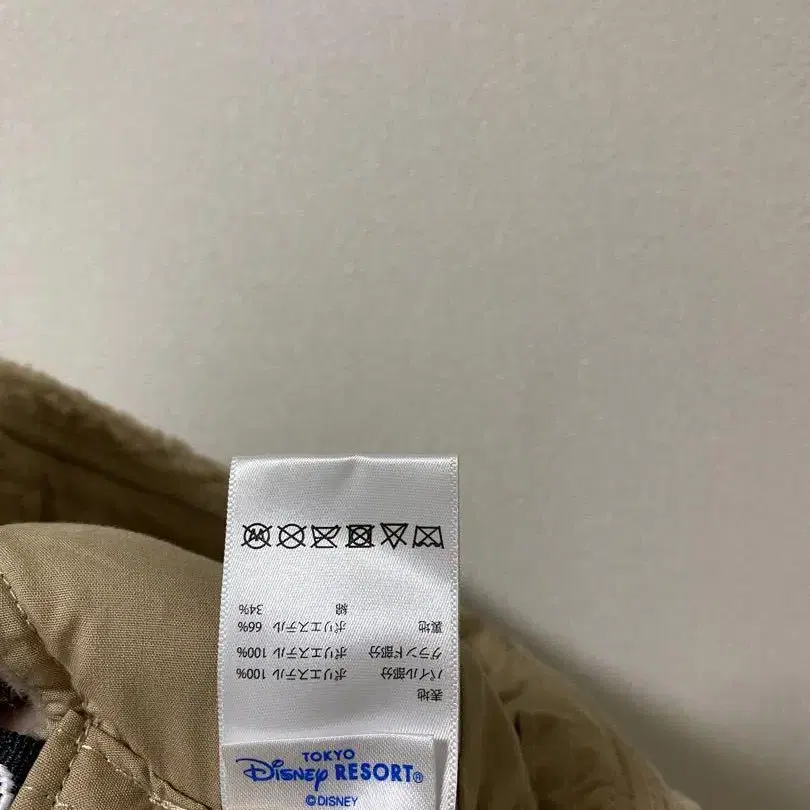 表地
パイル部分 ポリエステル 100%
グランド部分 ポリエステル 100%
裏地 ポリエステル 66%
綿 34%
TOKYO
Disney RESORT®
©DISNEY